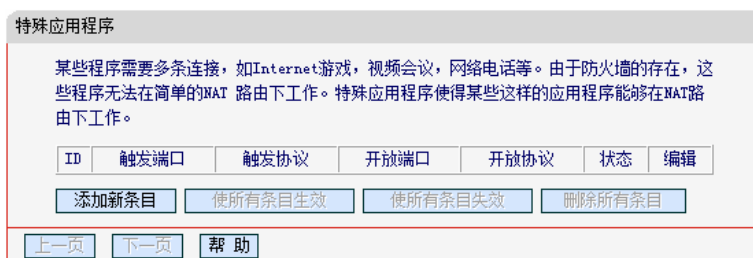 特殊应用程序
某些程序需要多条连接，如Internet游戏，视频会议，网络电话等。由于防火墙的存在，这
些程序无法在简单的NAT 路由下工作。特殊应用程序使得某些这样的应用程序能够在NAT路
由下工作。
ID 触发端口 触发协议 开放端口 开放协议 状态 编辑
添加新条目 使所有条目生效 使所有条目失效 删除所有条目
上一页 下一页 帮 助